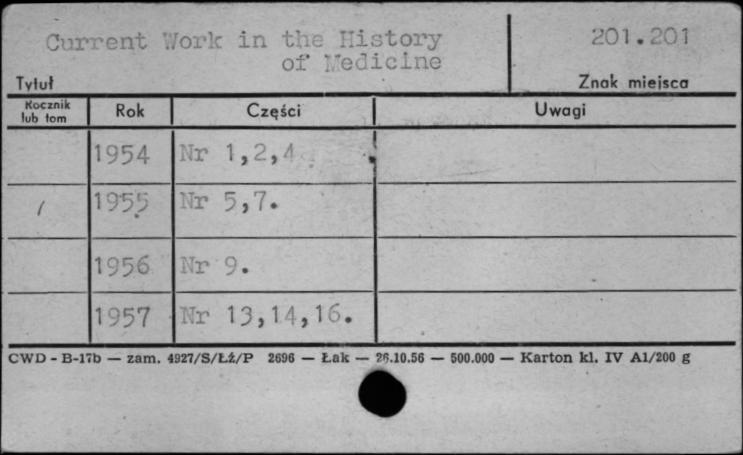 Current Work in the History 201.201
of Medicine
Tytuł Znak miejsca
Rocznik lub tom Rok Części Uwagi
1954 Nr 1,2,4
/ 1955 Nr 5,7.
1956 Nr 9.
1957 Nr 13,14,16.
CWD - B-17b — zam. 4927/S/Łź/P 2696 — Łak — 26.10.56 — 500.000 — Karton kl. IV A1/200 g